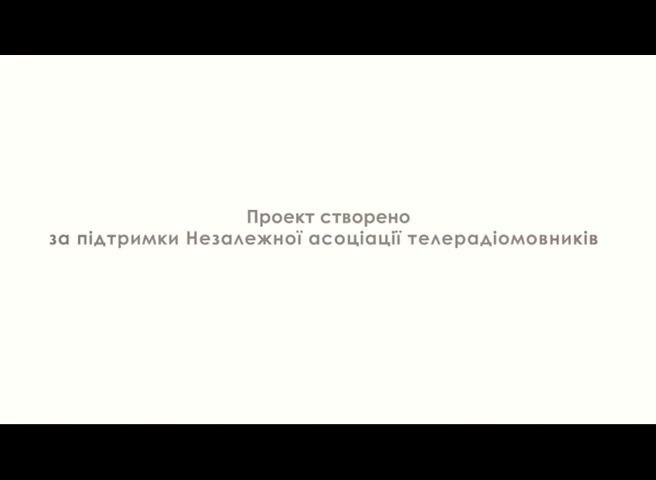 Проект створено
за підтримки Незалежної асоціації телерадіомовників